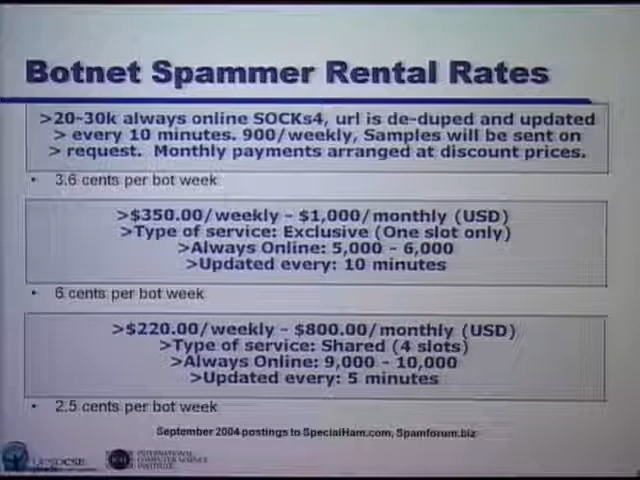 Botnet Spammer Rental Rates
>20-30k always online SOCKs4, url is de-duped and updated
> every 10 minutes. 900/weekly, Samples will be sent on
> request. Monthly payments arranged at discount prices.
• 3.6 cents per bot week
>$350.00/weekly - $1,000/monthly (USD)
>Type of service: Exclusive (One slot only)
>Always Online: 5,000 - 6,000
>Updated every: 10 minutes
• 6 cents per bot week
>$220.00/weekly - $800.00/monthly (USD)
>Type of service: Shared (4 slots)
>Always Online: 9,000 - 10,000
>Updated every: 5 minutes
• 2.5 cents per bot week
September 2004 postings to SpecialHam.com, Spamforum.biz
INTERNATIONAL
COMPUTER SCIENCE
INSTITUTE